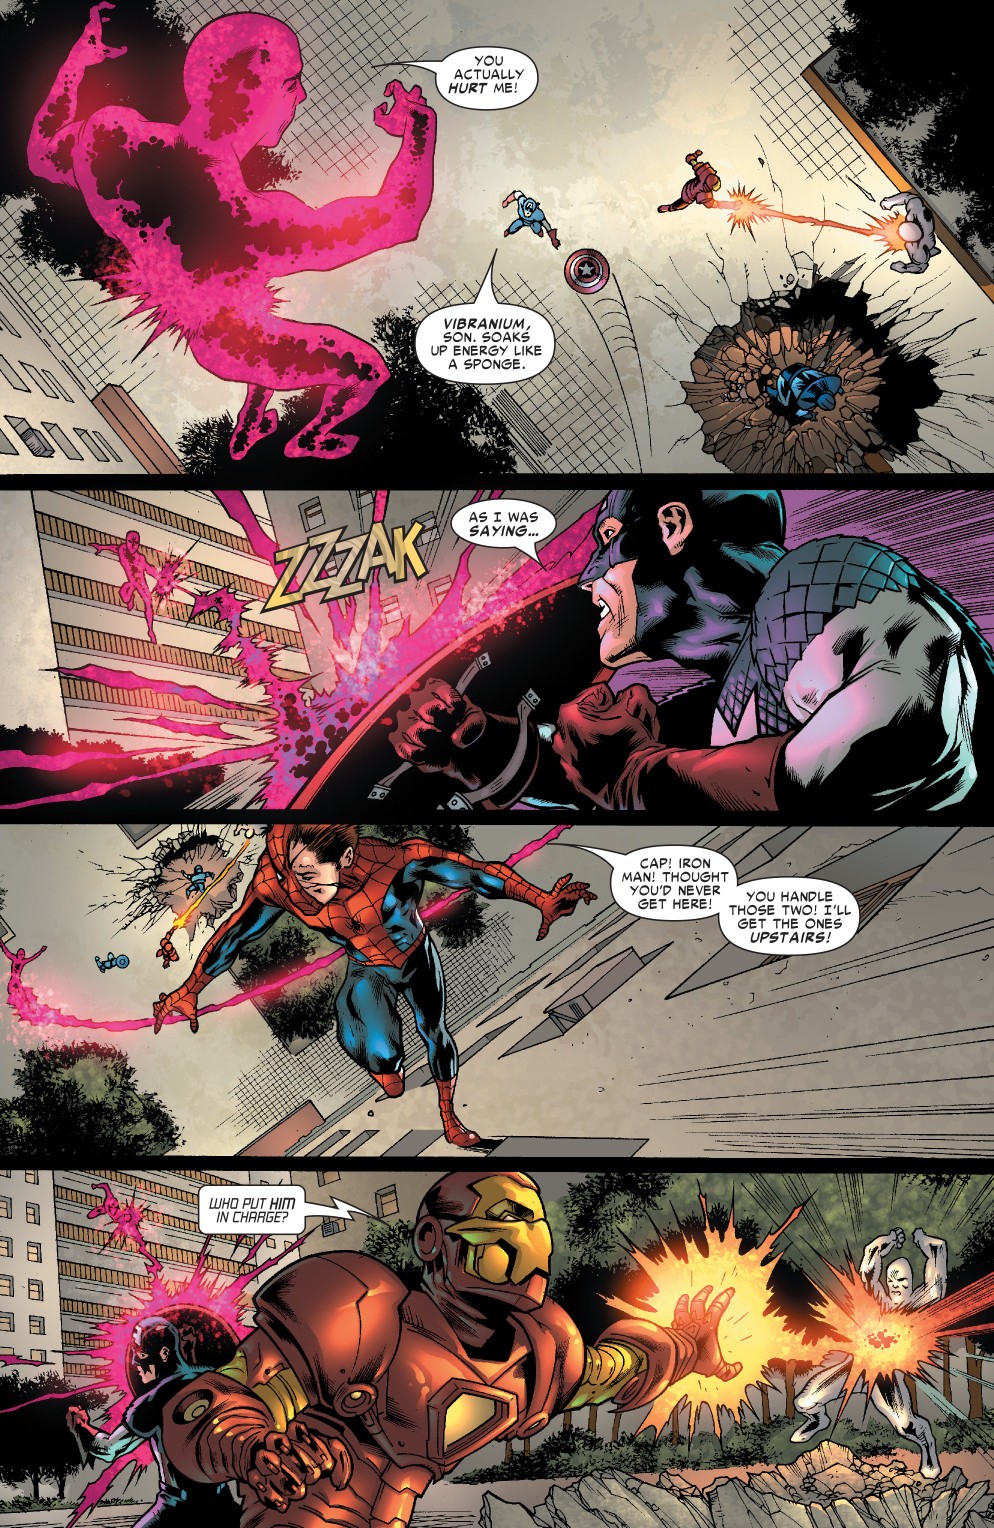 YOU
ACTUALLY
HURT ME!
VIBRANIUM,
SON. SOAKS
UP ENERGY LIKE
A SPONGE.
ZZZZAK
AS I WAS
SAYING...
CAP! IRON
MAN! THOUGHT
YOU'D NEVER
GET HERE!
YOU HANDLE
THOSE TWO! I'LL
GET THE ONES
UPSTAIRS!
WHO PUT HIM
IN CHARGE?